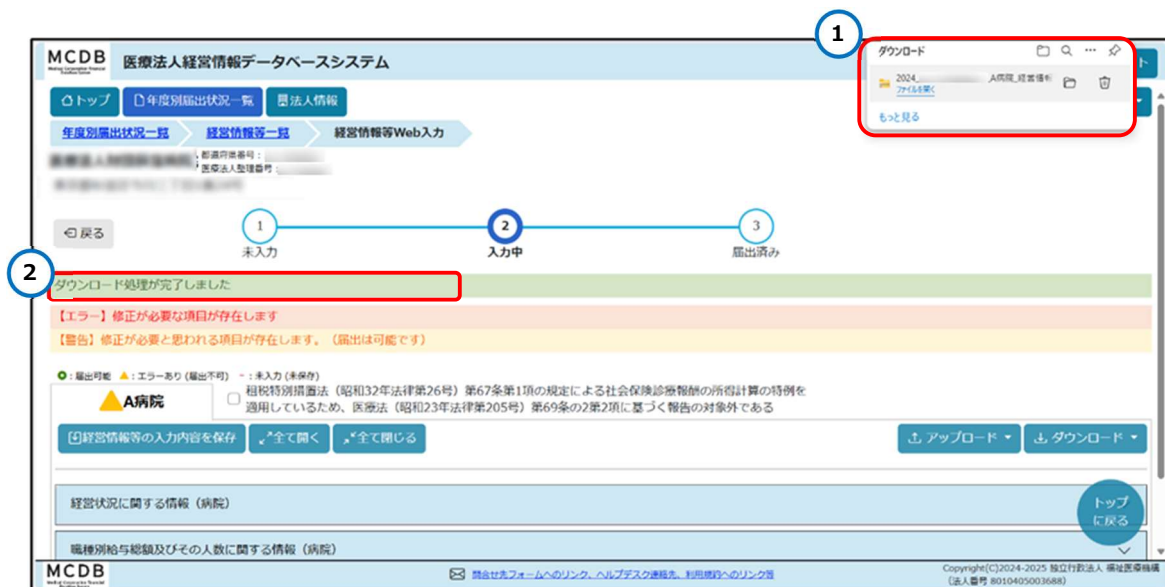 1
ダウンロード
2024_ _A病院_経営情報
ファイルを開く
もっと見る
MCDB
医療法人経営情報データベースシステム
ト
トップ
年度別届出状況一覧
法人情報
年度別届出状況一覧
経営情報等一覧
経営情報等Web入力
都道府県番号：
医療法人整理番号：
戻る
1
未入力
2
入力中
3
届出済み
2
ダウンロード処理が完了しました
【エラー】修正が必要な項目が存在します
【警告】修正が必要と思われる項目が存在します。（届出は可能です）
：届出可能 ：エラーあり (届出不可) - ：未入力 (未保存)
A病院
租税特別措置法（昭和32年法律第26号）第67条第1項の規定による社会保険診療報酬の所得計算の特例を
適用しているため、医療法（昭和23年法律第205号）第69条の2第2項に基づく報告の対象外である
経営情報等の入力内容を保存
全て開く
全て閉じる
アップロード
ダウンロード
経営状況に関する情報（病院）
トップ
に戻る
職種別給与総額及びその人数に関する情報（病院）
MCDB
問合せ先フォームへのリンク、ヘルプデスク連絡先、利用規約へのリンク等
Copyright(C)2024-2025 独立行政法人 福祉医療機構
(法人番号 8010405003688)